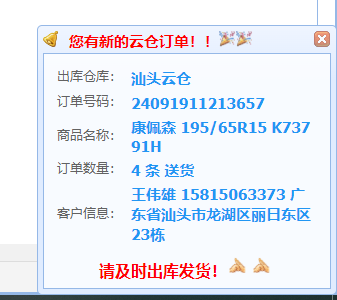 您有新的云仓订单！！
出库仓库： 汕头云仓
订单号码： 24091911213657
商品名称： 康佩森 195/65R15 K737
91H
订单数量： 4 条 送货
客户信息： 王伟雄 15815063373 广
东省汕头市龙湖区丽日东区
23栋
请及时出库发货！